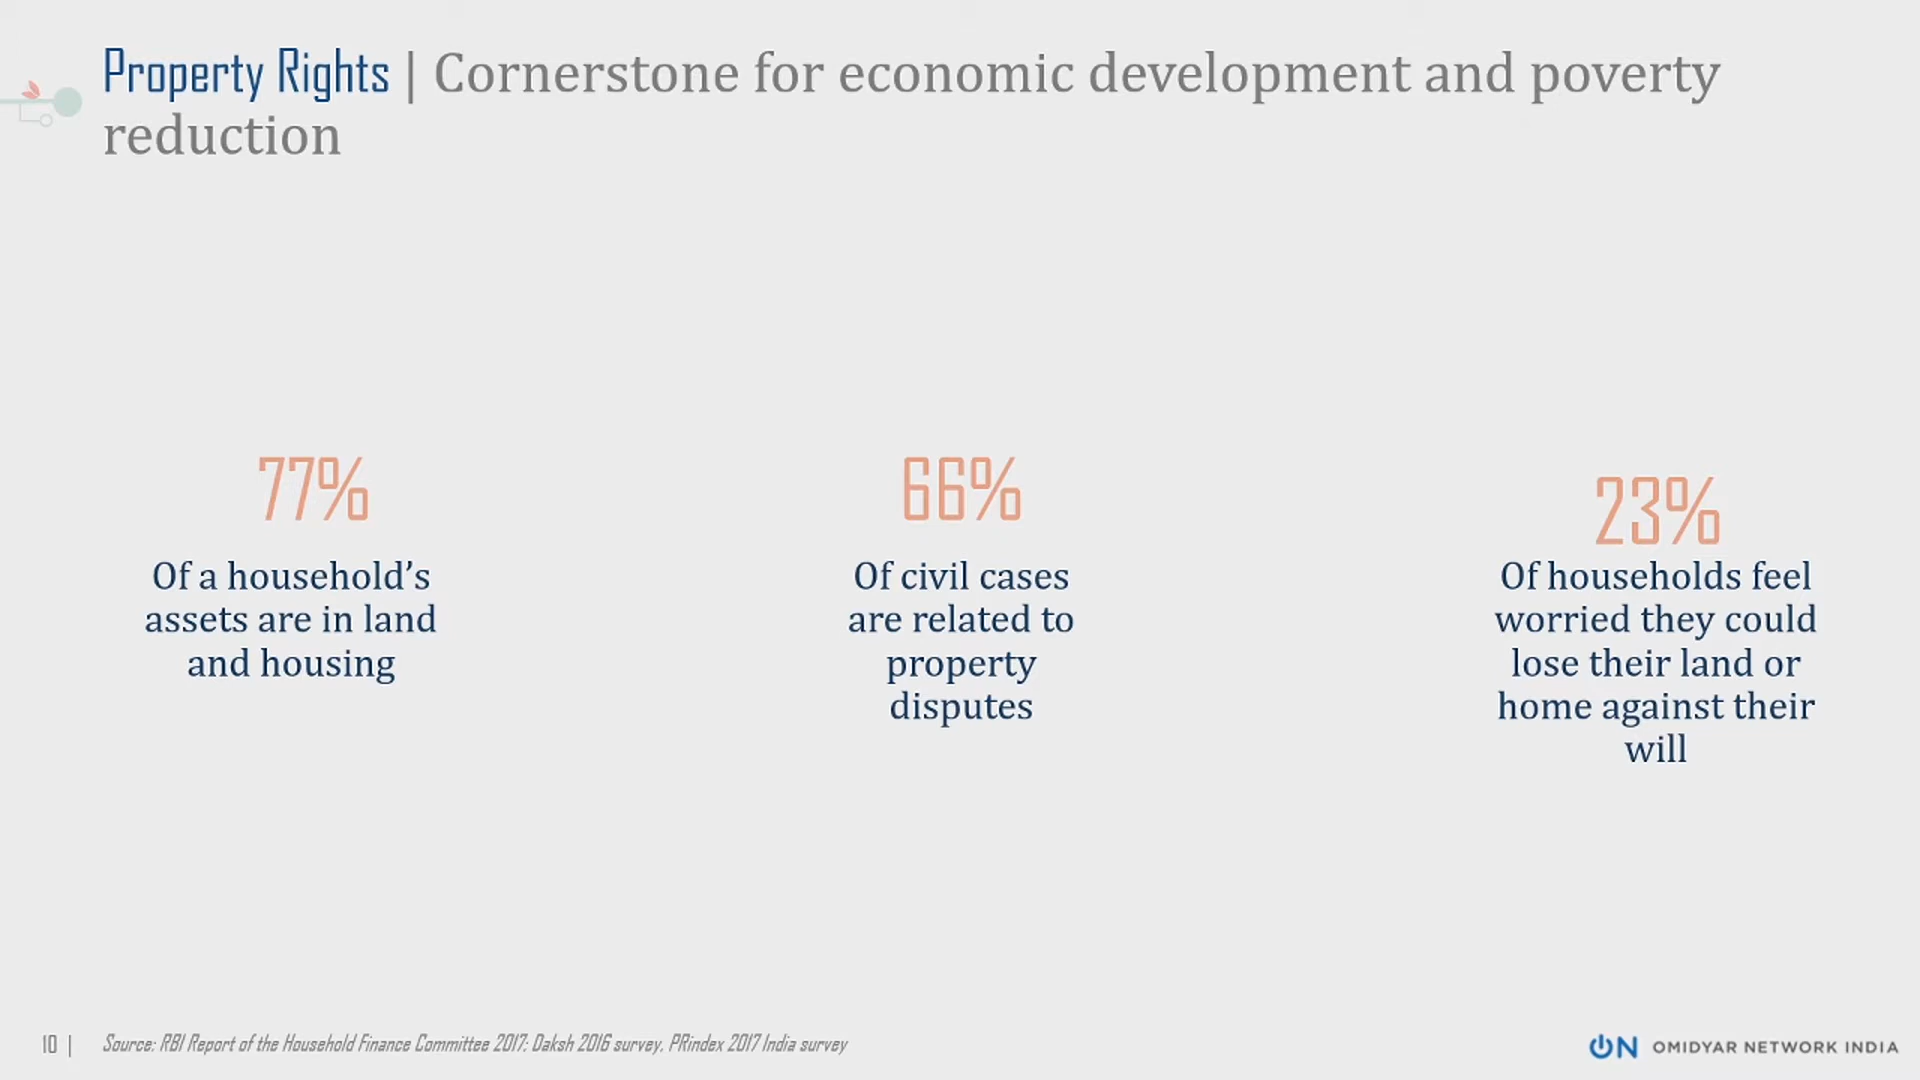 Property Rights | Cornerstone for economic development and poverty
reduction
77%
Of a household’s
assets are in land
and housing
66%
Of civil cases
are related to
property
disputes
23%
Of households feel
worried they could
lose their land or
home against their
will
10 |
Source: RBI Report of the Household Finance Committee 2017; Daksh 2016 survey, PRindex 2017 India survey
ON OMIDYAR NETWORK INDIA